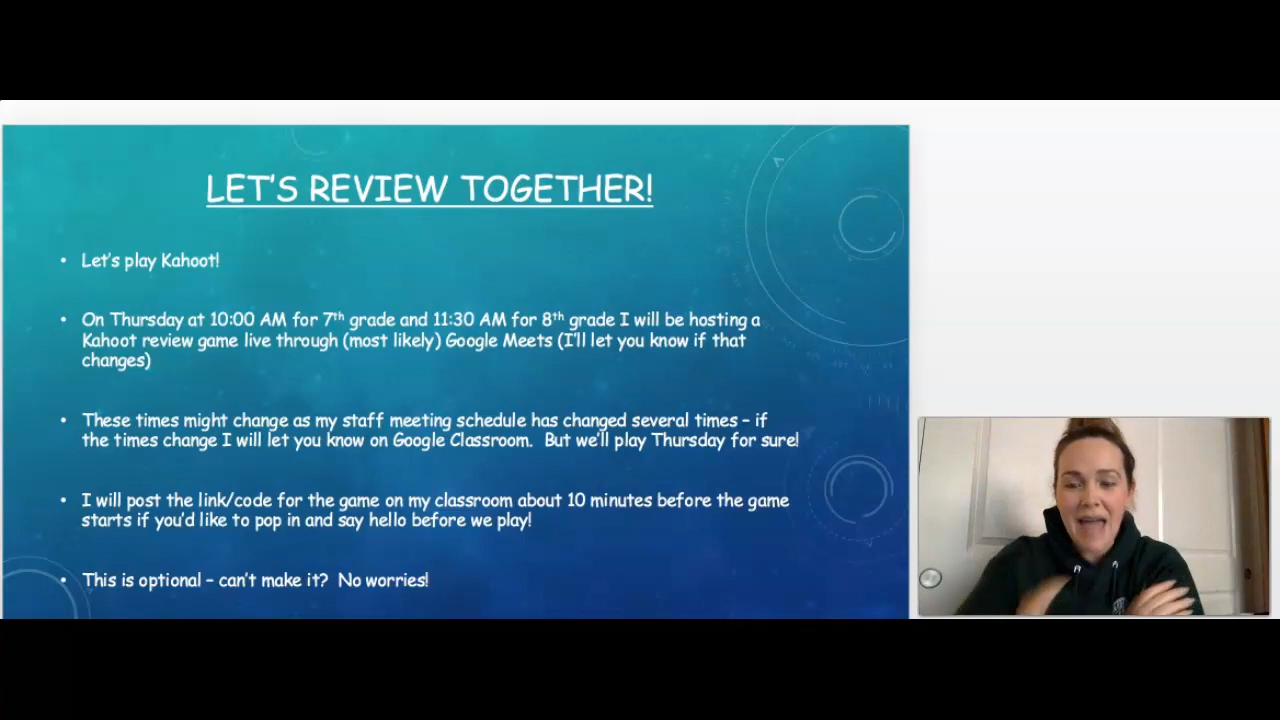 LET'S REVIEW TOGETHER!
• Let's play Kahoot!
• On Thursday at 10:00 AM for 7th grade and 11:30 AM for 8th grade I will be hosting a
Kahoot review game live through (most likely) Google Meets (I'll let you know if that
changes)
• These times might change as my staff meeting schedule has changed several times – if
the times change I will let you know on Google Classroom. But we'll play Thursday for sure!
• I will post the link/code for the game on my classroom about 10 minutes before the game
starts if you'd like to pop in and say hello before we play!
• This is optional – can't make it? No worries!